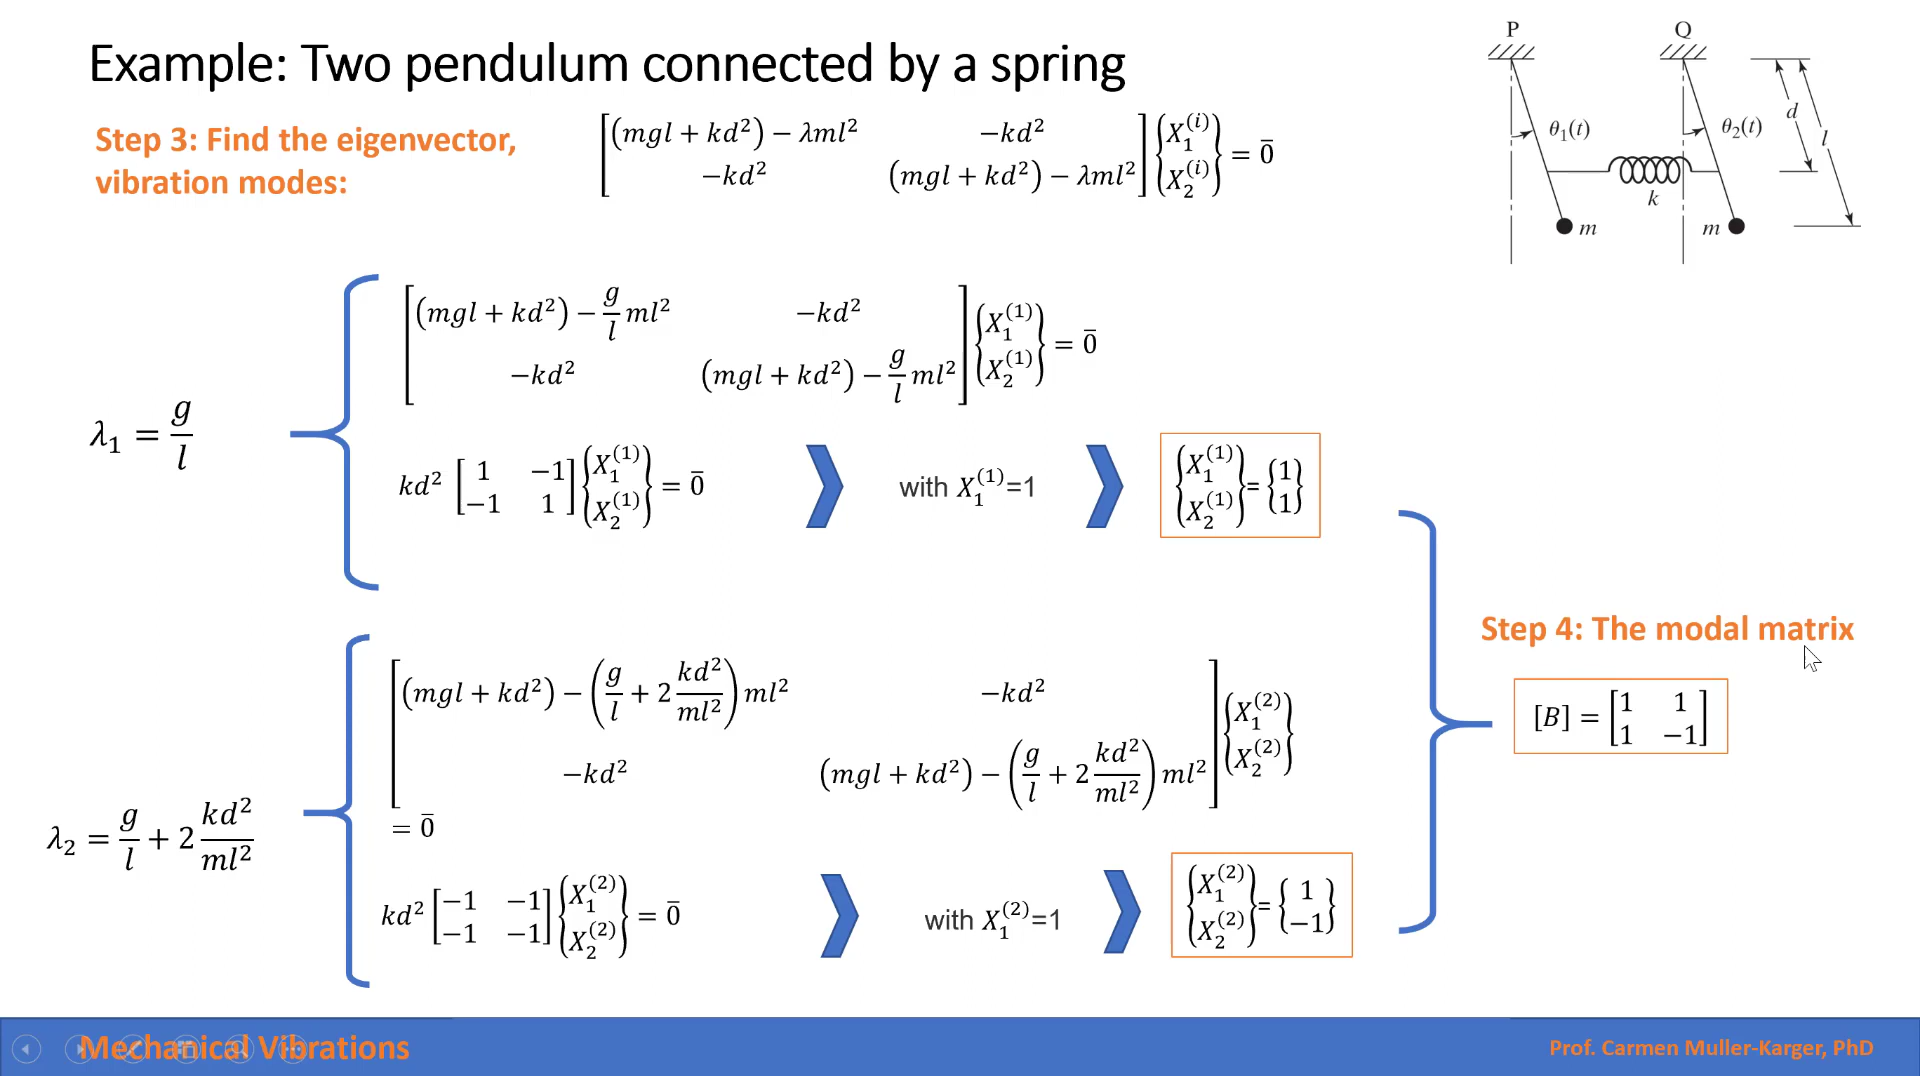 Example: Two pendulum connected by a spring
Step 3: Find the eigenvector,
vibration modes:
[(mgl + kd²) − λml²   −kd²
−kd²   (mgl + kd²) − λml²] {X₁⁽ⁱ⁾ X₂⁽ⁱ⁾} = 0̄
P Q
θ₁(t) θ₂(t) d l
k
m m
λ₁ = g/l
[(mgl + kd²) − g/l ml²   −kd²
−kd²   (mgl + kd²) − g/l ml²] {X₁⁽¹⁾ X₂⁽¹⁾} = 0̄
kd² [1 −1
−1 1] {X₁⁽¹⁾ X₂⁽¹⁾} = 0̄
with X₁⁽¹⁾=1
{X₁⁽¹⁾ X₂⁽¹⁾} = {1 1}
λ₂ = g/l + 2 kd²/ml²
[(mgl + kd²) − (g/l + 2 kd²/ml²) ml²   −kd²
−kd²   (mgl + kd²) − (g/l + 2 kd²/ml²) ml²] {X₁⁽²⁾ X₂⁽²⁾}
= 0̄
kd² [−1 −1
−1 −1] {X₁⁽²⁾ X₂⁽²⁾} = 0̄
with X₁⁽²⁾=1
{X₁⁽²⁾ X₂⁽²⁾} = {1 −1}
Step 4: The modal matrix
[B] = [1 1
1 −1]
Mechanical Vibrations
Prof. Carmen Muller-Karger, PhD